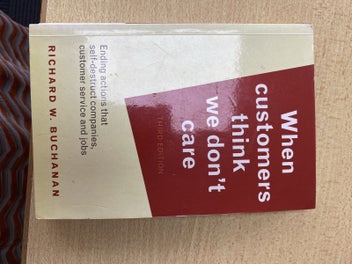 When
customers
think
we don't
care
THIRD EDITION
Ending actions that
self-destruct companies,
customer service and jobs
RICHARD W. BUCHANAN